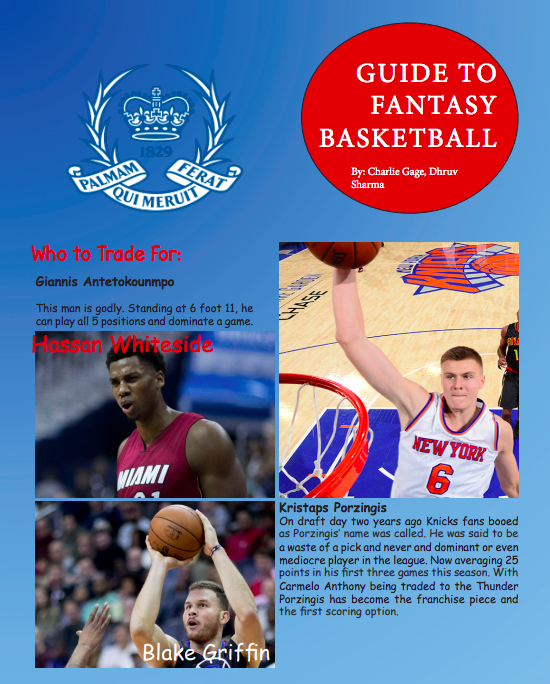 GUIDE TO
FANTASY
BASKETBALL
By: Charlie Gage, Dhruv
Sharma
1829
PALMAM
QUI MERUIT
FERAT
Who to Trade For:
Giannis Antetokounmpo
This man is godly. Standing at 6 foot 11, he
can play all 5 positions and dominate a game.
Hassan Whiteside
MIAMI
21
CHASE
NEW YORK
6
Kristaps Porzingis
On draft day two years ago Knicks fans booed
as Porzingis' name was called. He was said to be
a waste of a pick and never and dominant or even
mediocre player in the league. Now averaging 25
points in his first three games this season. With
Carmelo Anthony being traded to the Thunder
Porzingis has become the franchise piece and
the first scoring option.
Blake Griffin